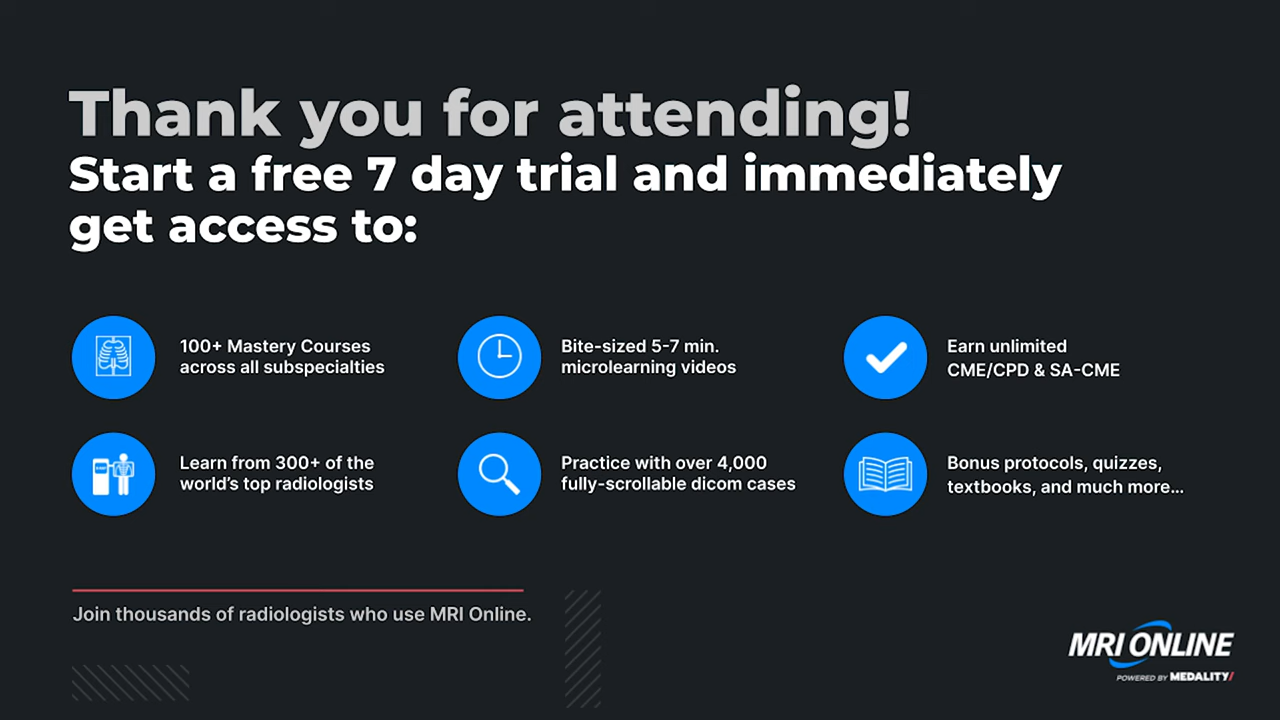 Thank you for attending!
Start a free 7 day trial and immediately
get access to:
100+ Mastery Courses
across all subspecialties
Bite-sized 5-7 min.
microlearning videos
Earn unlimited
CME/CPD & SA-CME
Learn from 300+ of the
world's top radiologists
Practice with over 4,000
fully-scrollable dicom cases
Bonus protocols, quizzes,
textbooks, and much more...
Join thousands of radiologists who use MRI Online.
MRI ONLINE
POWERED BY MEDALITY/